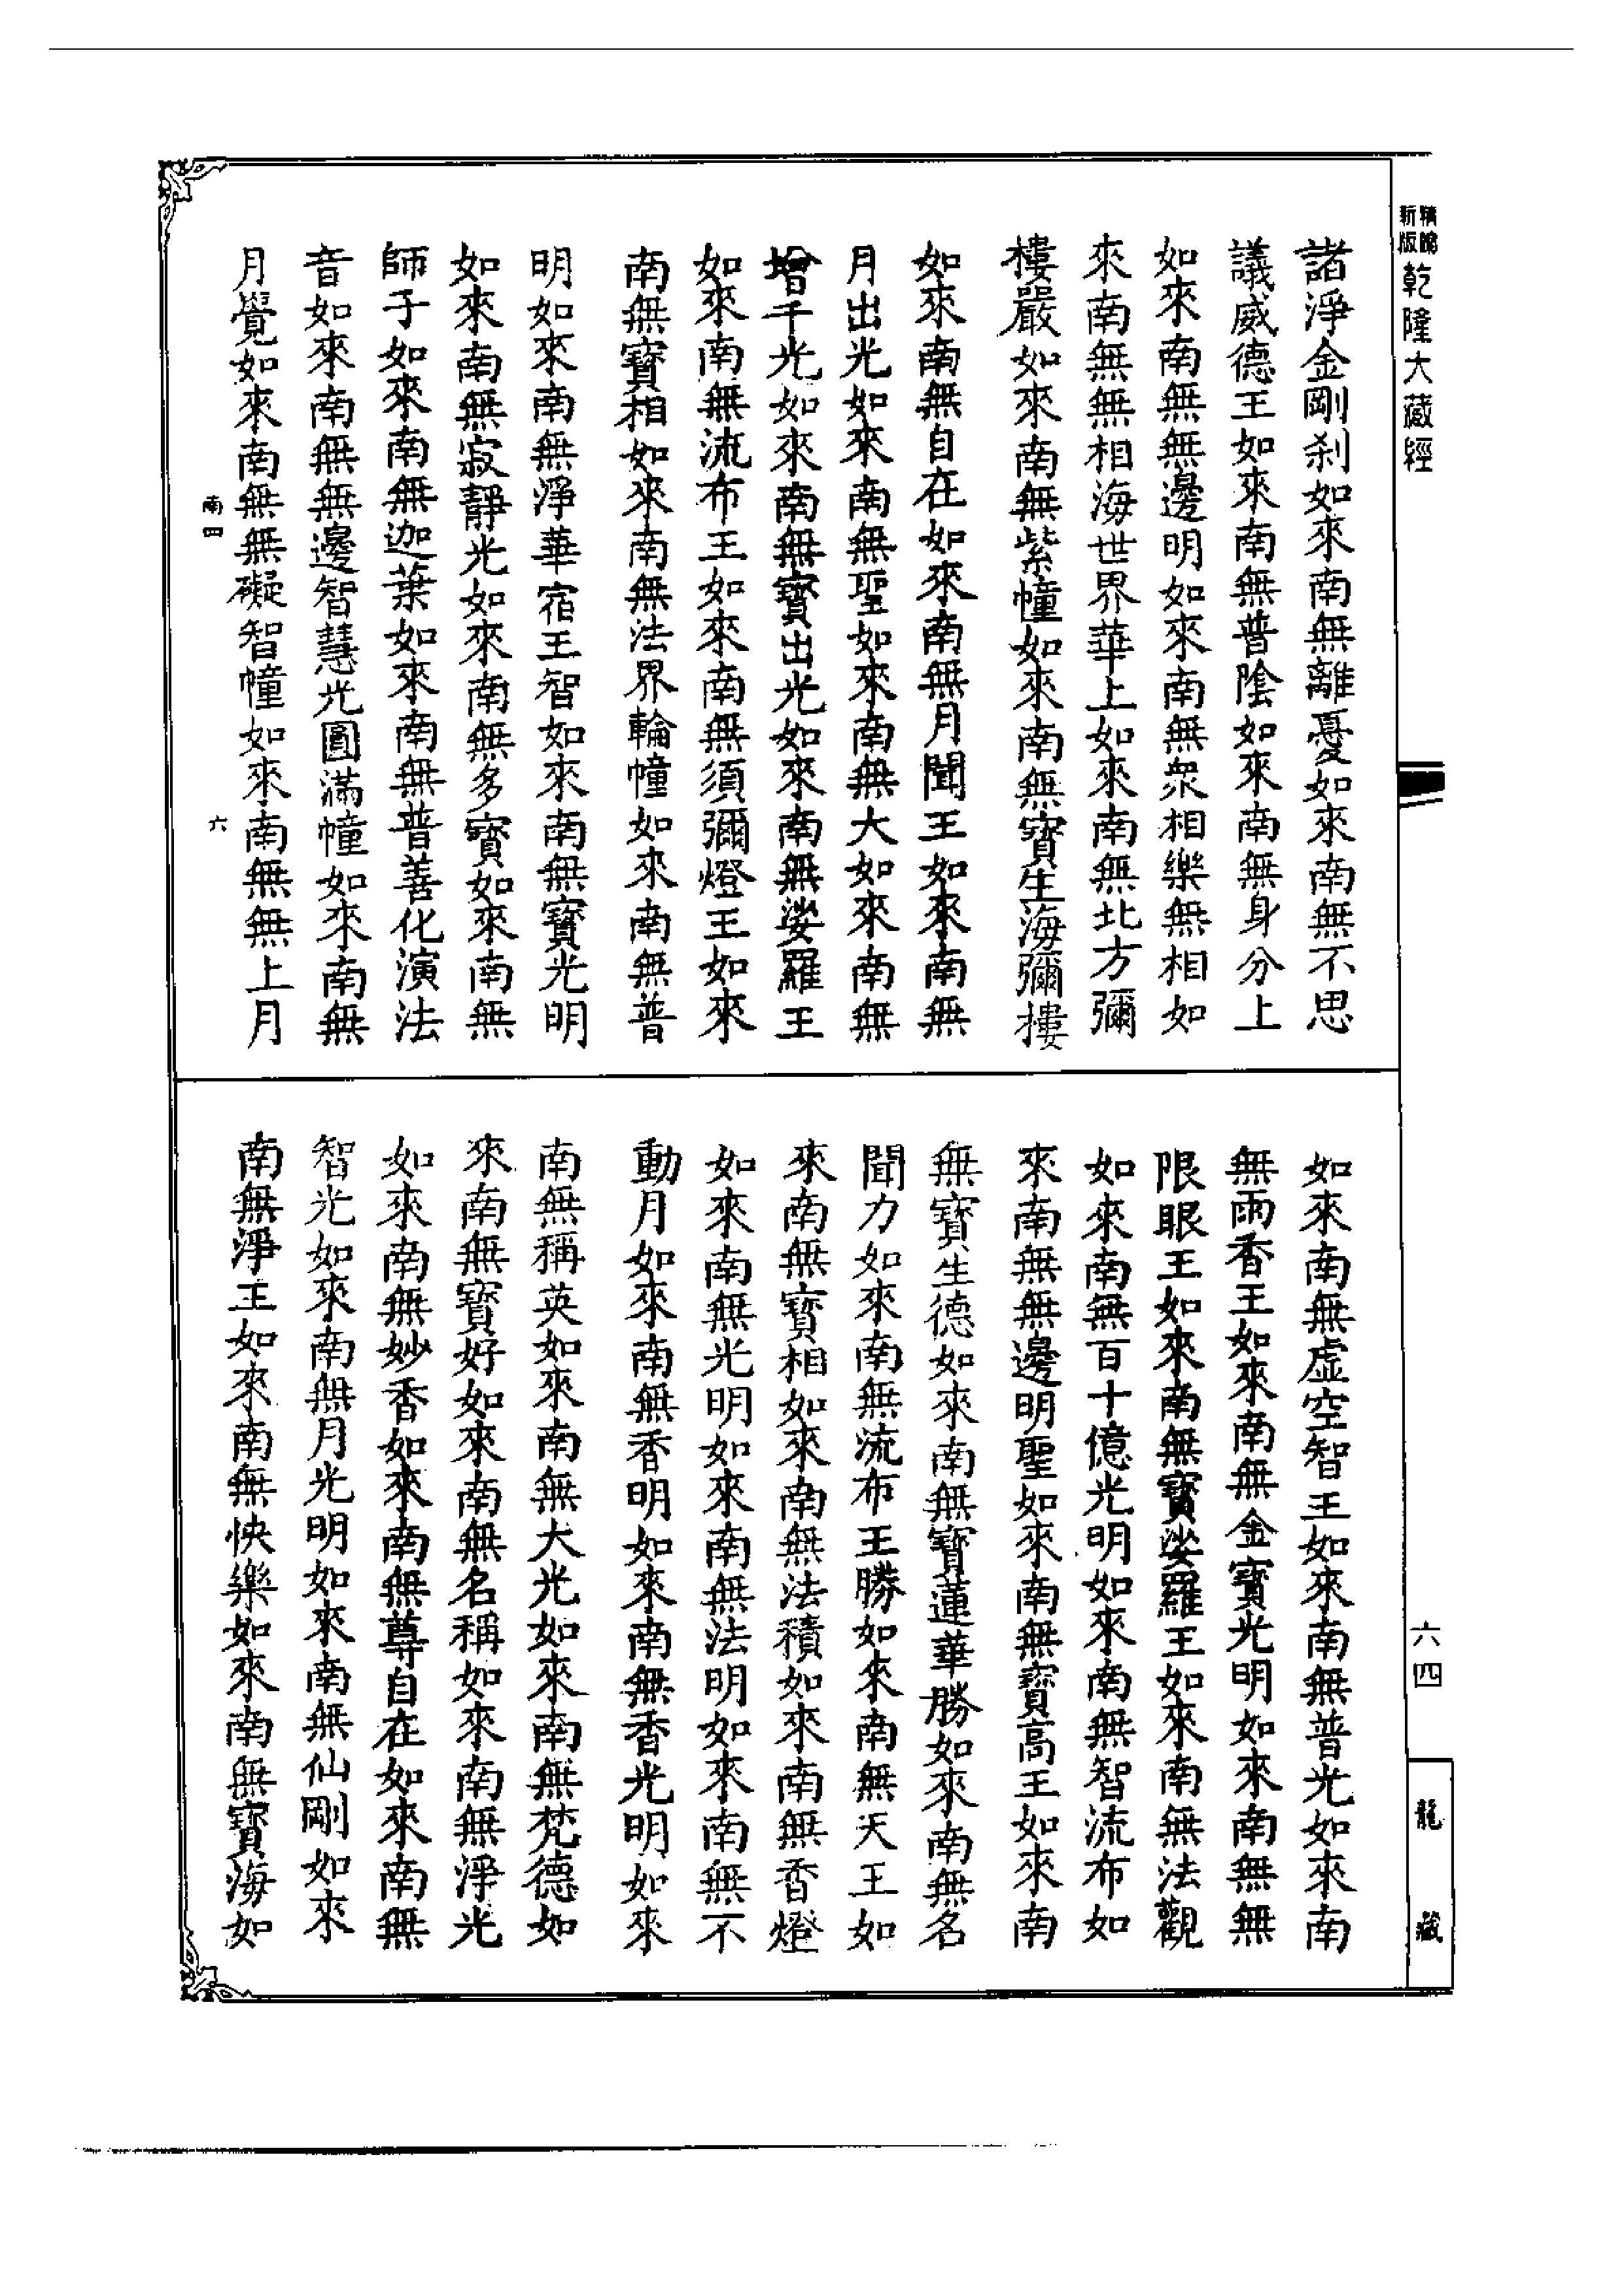 精縮
新版
乾隆大藏經
諸淨金剛剎如來南無離憂如來南無不思
議威德王如來南無普陰如來南無身分上
如來南無無邊明如來南無衆相樂無相如
來南無無相海世界華上如來南無北方彌
樓嚴如來南無紫幢如來南無寶生海彌樓
如來南無自在如來南無月聞王如來南無
月出光如來南無聖如來南無大如來南無
增千光如來南無寶出光如來南無娑羅王
如來南無流布王如來南無須彌燈王如來
南無寶相如來南無法界輪幢如來南無普
明如來南無淨華宿王智如來南無寶光明
如來南無寂靜光如來南無多寶如來南無
師子如來南無迦葉如來南無普善化演法
音如來南無無邊智慧光圓滿幢如來南無
月覺如來南無無礙智幢如來南無無上月
南四
六
如來南無虛空智王如來南無普光如來南
無雨香王如來南無金寶光明如來南無無
限眼王如來南無寶娑羅王如來南無法觀
如來南無百十億光明如來南無智流布如
來南無無邊明聖如來南無寶高王如來南
無寶生德如來南無寶蓮華勝如來南無名
聞力如來南無流布王勝如來南無天王如
來南無寶相如來南無法積如來南無香燈
如來南無光明如來南無法明如來南無不
動月如來南無香明如來南無香光明如來
南無稱英如來南無大光如來南無梵德如
來南無寶好如來南無名稱如來南無淨光
如來南無妙香如來南無尊自在如來南無
智光如來南無月光明如來南無仙剛如來
南無淨王如來南無快樂如來南無寶海如
六四
龍藏